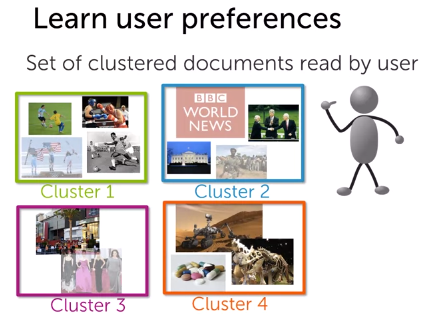 Learn user preferences
Set of clustered documents read by user
BBC
WORLD
NEWS
Cluster 1
Cluster 2
Cluster 3
Cluster 4